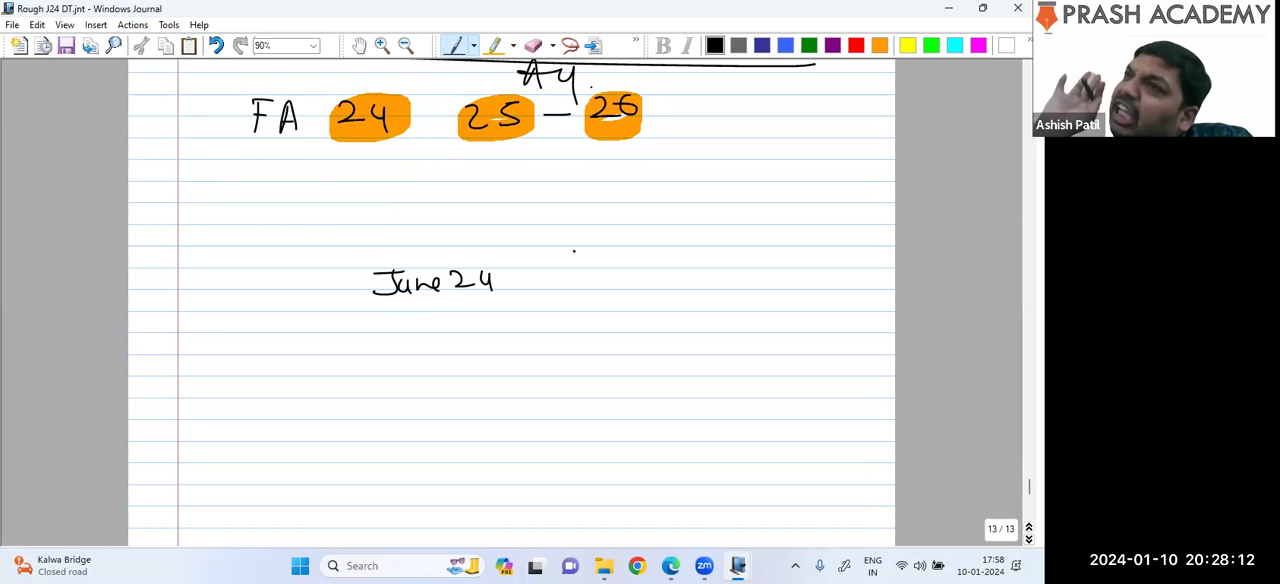 Rough J24 DT.jnt - Windows Journal
File Edit View Insert Actions Tools Help
PRASH ACADEMY
90%
B I
Ashish Patil
AY.
FA 24 25 - 26
June 24
13 / 13
Kalwa Bridge
Closed road
Search
PRE
ENG
IN
17:58
10-01-2024
2024-01-10 20:28:12